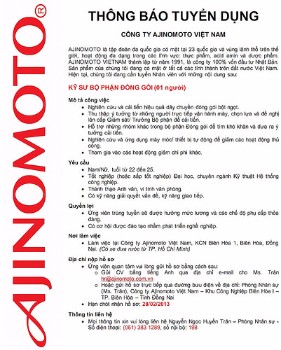 AJINOMOTO®
THÔNG BÁO TUYỂN DỤNG
CÔNG TY AJINOMOTO VIỆT NAM
AJINOMOTO là tập đoàn đa quốc gia có mặt tại 23 quốc gia và vùng lãnh thổ trên thế
giới, hoạt động đa dạng trong các lĩnh vực: thực phẩm, acid amin và dược phẩm.
AJINOMOTO VIỆT NAM thành lập từ năm 1991, là công ty 100% vốn đầu tư Nhật Bản.
Sản phẩm của chúng tôi đang có mặt ở tất cả các tỉnh thành trên đất nước Việt Nam.
Hiện tại, chúng tôi đang cần tuyển Nhân viên với những nội dung sau:
KỸ SƯ BỘ PHẬN ĐÓNG GÓI (01 người)
Mô tả công việc
• Nghiên cứu và cải tiến hiệu quả dây chuyền đóng gói bột ngọt.
• Thu thập ý tưởng từ những người trực tiếp vận hành máy, chọn lựa và đề nghị
lên cấp Giám sát/ Trưởng Bộ phận để cải tiến.
• Hỗ trợ những nhóm khác trong bộ phận Đóng gói để tìm khó khăn và đưa ra ý
tưởng cải tiến.
• Nghiên cứu và ứng dụng máy móc/ thiết bị tự động để giảm các hoạt động thủ
công.
• Tham gia vào các hoạt động giảm chi phí khác.
Yêu cầu
• Nam/Nữ, tuổi từ 22 đến 25.
• Tốt nghiệp (hoặc sắp tốt nghiệp) Đại học, chuyên ngành Kỹ thuật Hệ thống
công nghiệp.
• Thành thạo Anh văn, vi tính văn phòng.
• Có kỹ năng giải quyết vấn đề, kỹ năng giao tiếp.
Quyền lợi
• Ứng viên trúng tuyển sẽ được hưởng mức lương và các chế độ phụ cấp thỏa
đáng.
• Có cơ hội được đào tạo nhằm phát triển nghề nghiệp.
Nơi làm việc
• Làm việc tại Công ty Ajinomoto Việt Nam, KCN Biên Hòa 1, Biên Hòa, Đồng
Nai. (Có xe đưa rước từ TP. Hồ Chí Minh)
Địa chỉ nộp hồ sơ
• Ứng viên quan tâm vui lòng gửi hồ sơ bằng cách sau:
o Gửi CV bằng tiếng Anh qua địa chỉ e-mail cho Ms. Trân
hr@ajinomoto.com.vn
o Hoặc gửi hồ sơ trực tiếp qua đường bưu điện về địa chỉ: Phòng Nhân sự
(Ms. Trân), Công ty Ajinomoto Việt Nam – Khu Công Nghiệp Biên Hòa I –
TP. Biên Hòa – Tỉnh Đồng Nai
• Hạn chót nhận hồ sơ: 28/02/2013
Thông tin liên hệ
• Mọi thông tin xin vui lòng liên hệ Nguyễn Ngọc Huyền Trân – Phòng Nhân sự -
Số điện thoại: (061) 383 1289, số nội bộ: 198